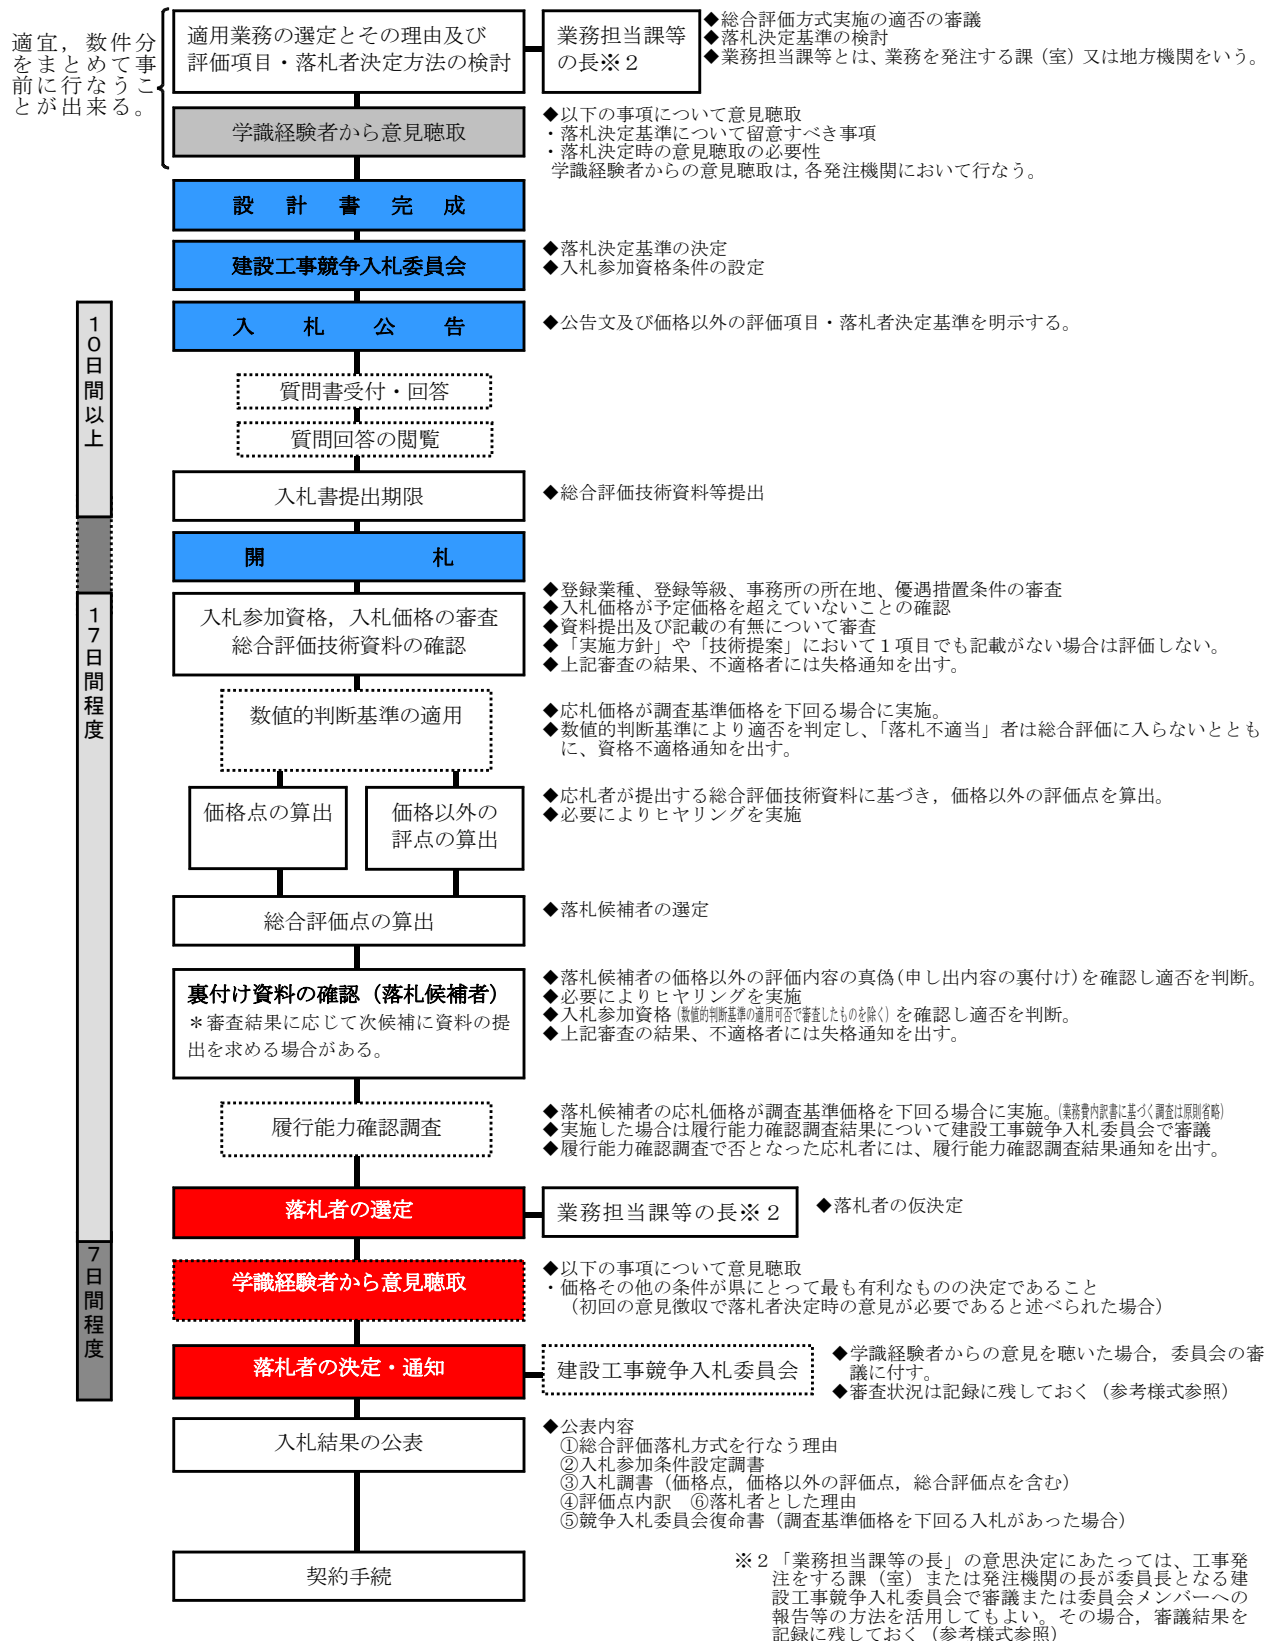 適宜，数件分
をまとめて事
前に行なうこ
とが出来る。
適用業務の選定とその理由及び
評価項目・落札者決定方法の検討
業務担当課等
の長※２
◆総合評価方式実施の適否の審議
◆落札決定基準の検討
◆業務担当課等とは、業務を発注する課（室）又は地方機関をいう。
学識経験者から意見聴取
◆以下の事項について意見聴取
・落札決定基準について留意すべき事項
・落札決定時の意見聴取の必要性
学識経験者からの意見聴取は，各発注機関において行なう。
設　計　書　完　成
建設工事競争入札委員会
◆落札決定基準の決定
◆入札参加資格条件の設定
10日間以上
入　札　公　告
◆公告文及び価格以外の評価項目・落札者決定基準を明示する。
質問書受付・回答
質問回答の閲覧
入札書提出期限
◆総合評価技術資料等提出
開　　　　　札
17日間程度
入札参加資格，入札価格の審査
総合評価技術資料の確認
◆登録業種、登録等級、事務所の所在地、優遇措置条件の審査
◆入札価格が予定価格を超えていないことの確認
◆資料提出及び記載の有無について審査
◆「実施方針」や「技術提案」において１項目でも記載がない場合は評価しない。
◆上記審査の結果、不適格者には失格通知を出す。
数値的判断基準の適用
◆応札価格が調査基準価格を下回る場合に実施。
◆数値的判断基準により適否を判定し、「落札不適当」者は総合評価に入らないととも
に、資格不適格通知を出す。
価格点の算出
価格以外の
評点の算出
◆応札者が提出する総合評価技術資料に基づき，価格以外の評価点を算出。
◆必要によりヒヤリングを実施
総合評価点の算出
◆落札候補者の選定
裏付け資料の確認（落札候補者）
＊審査結果に応じて次候補に資料の提
出を求める場合がある。
◆落札候補者の価格以外の評価内容の真偽(申し出内容の裏付け)を確認し適否を判断。
◆必要によりヒヤリングを実施
◆入札参加資格（数値的判断基準の適用可否で審査したものを除く）を確認し適否を判断。
◆上記審査の結果、不適格者には失格通知を出す。
履行能力確認調査
◆落札候補者の応札価格が調査基準価格を下回る場合に実施。（業務費内訳書に基づく調査は原則省略）
◆実施した場合は履行能力確認調査結果について建設工事競争入札委員会で審議
◆履行能力確認調査で否となった応札者には、履行能力確認調査結果通知を出す。
落札者の選定
業務担当課等の長※２
◆落札者の仮決定
7日間程度
学識経験者から意見聴取
◆以下の事項について意見聴取
・価格その他の条件が県にとって最も有利なものの決定であること
（初回の意見徴収で落札者決定時の意見が必要であると述べられた場合）
落札者の決定・通知
建設工事競争入札委員会
◆学識経験者からの意見を聴いた場合，委員会の審
議に付す。
◆審査状況は記録に残しておく（参考様式参照）
入札結果の公表
◆公表内容
①総合評価落札方式を行なう理由
②入札参加条件設定調書
③入札調書（価格点，価格以外の評価点，総合評価点を含む）
④評価点内訳　⑥落札者とした理由
⑤競争入札委員会復命書（調査基準価格を下回る入札があった場合）
契約手続
※２「業務担当課等の長」の意思決定にあたっては、工事発
注をする課（室）または発注機関の長が委員長となる建
設工事競争入札委員会で審議または委員会メンバーへの
報告等の方法を活用してもよい。その場合，審議結果を
記録に残しておく（参考様式参照）